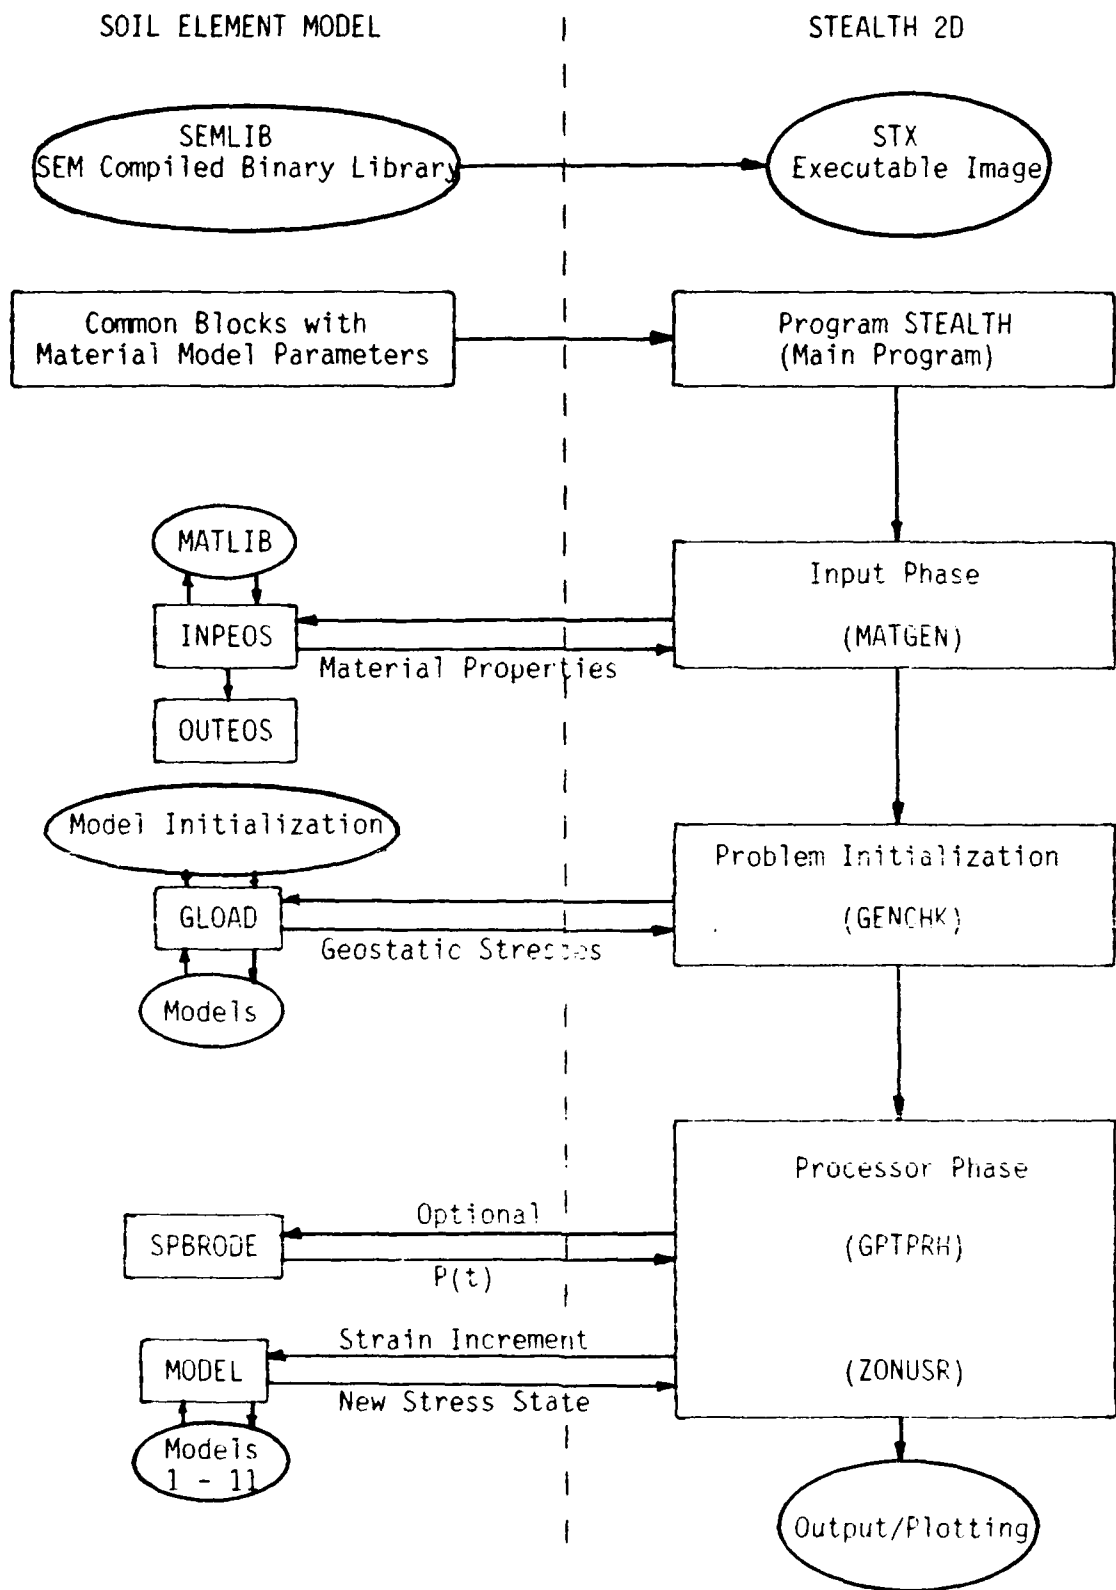 SOIL ELEMENT MODEL
STEALTH 2D
SEMLIB
SEM Compiled Binary Library
STX
Executable Image
Common Blocks with
Material Model Parameters
Program STEALTH
(Main Program)
MATLIB
INPEOS
Material Properties
OUTEOS
Input Phase
(MATGEN)
Model Initialization
GLOAD
Geostatic Stresses
Models
Problem Initialization
(GENCHK)
Processor Phase
Optional
SPBRODE
P(t)
(GPTPRH)
Strain Increment
MODEL
New Stress State
(ZONUSR)
Models
1 - 11
Output/Plotting